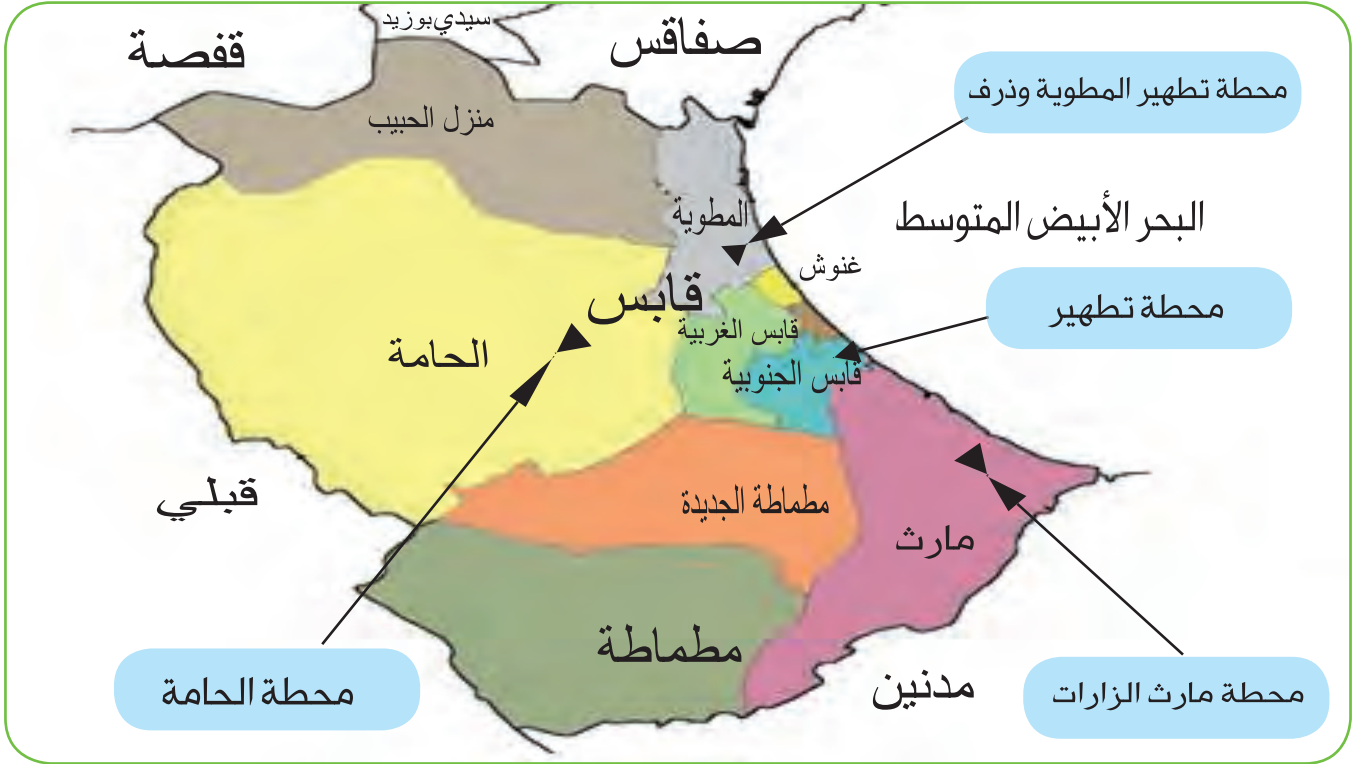 سيدي بوزيد
صفاقس
قفصة
محطة تطهير المطوية وذرف
منزل الحبيب
المطوية
البحر الأبيض المتوسط
غنوش
قابس
محطة تطهير
قابس الغربية
الحامة
قابس الجنوبية
قبلي
مطماطة الجديدة
مارث
مطماطة
مدنين
محطة مارث الزارات
محطة الحامة